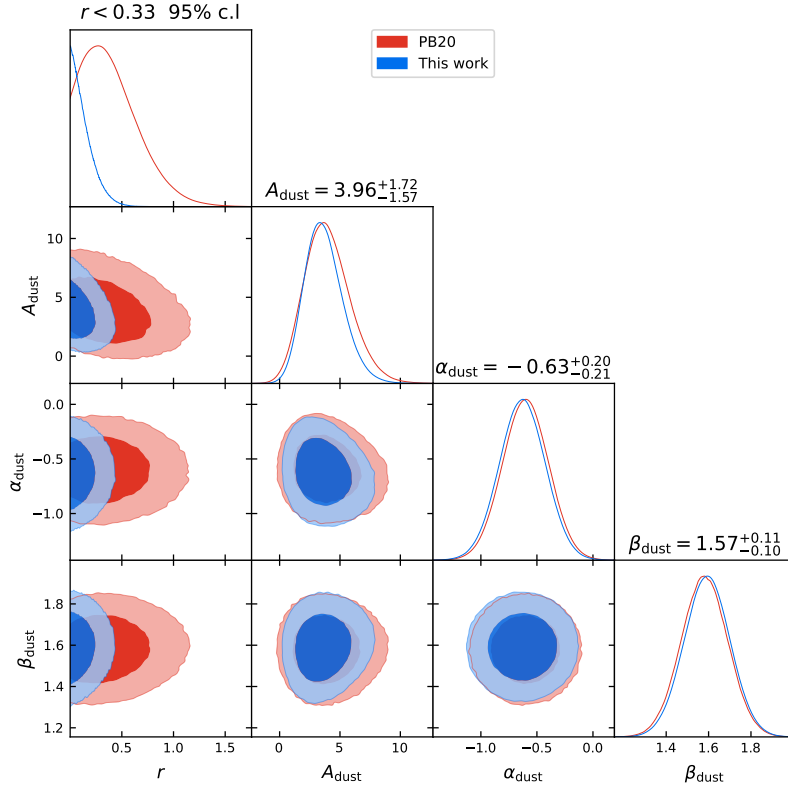 r < 0.33 95% c.l
PB20
This work
A_dust = 3.96^{+1.72}_{-1.57}
10
5
0
A_dust
α_dust = −0.63^{+0.20}_{-0.21}
0.0
−0.5
−1.0
α_dust
β_dust = 1.57^{+0.11}_{-0.10}
1.8
1.6
1.4
1.2
β_dust
0.5 1.0 1.5
0 5 10
−1.0 −0.5 0.0
1.4 1.6 1.8
r
A_dust
α_dust
β_dust